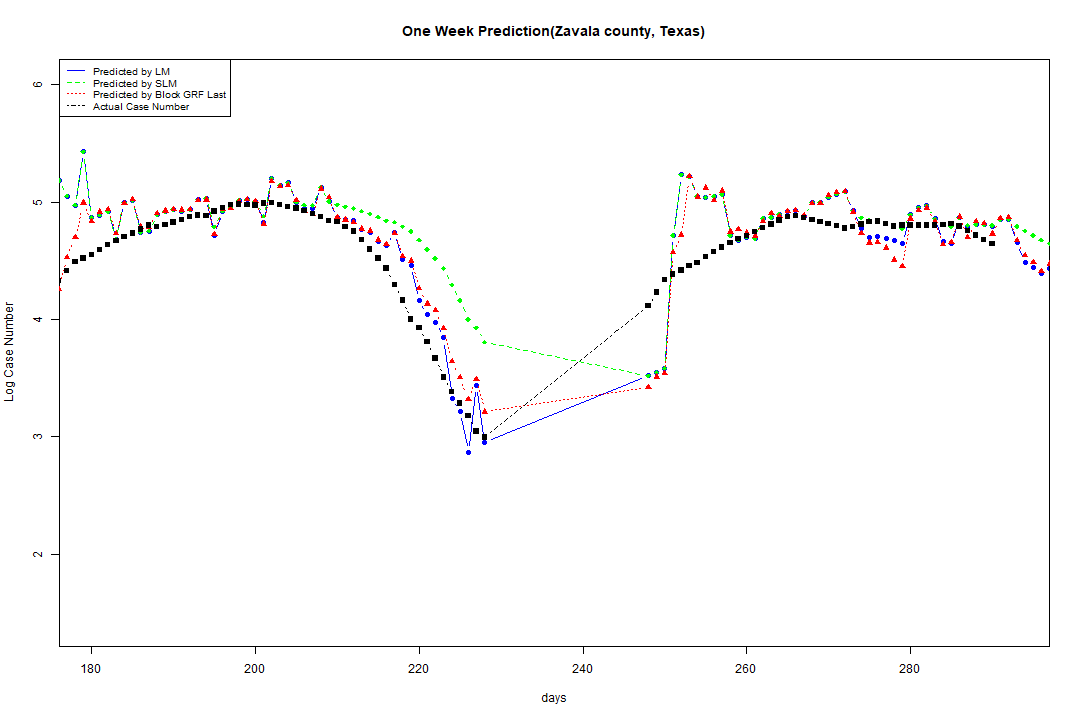 One Week Prediction(Zavala county, Texas)
Predicted by LM
Predicted by SLM
Predicted by Block GRF Last
Actual Case Number
6
5
4
3
2
Log Case Number
180 200 220 240 260 280
days